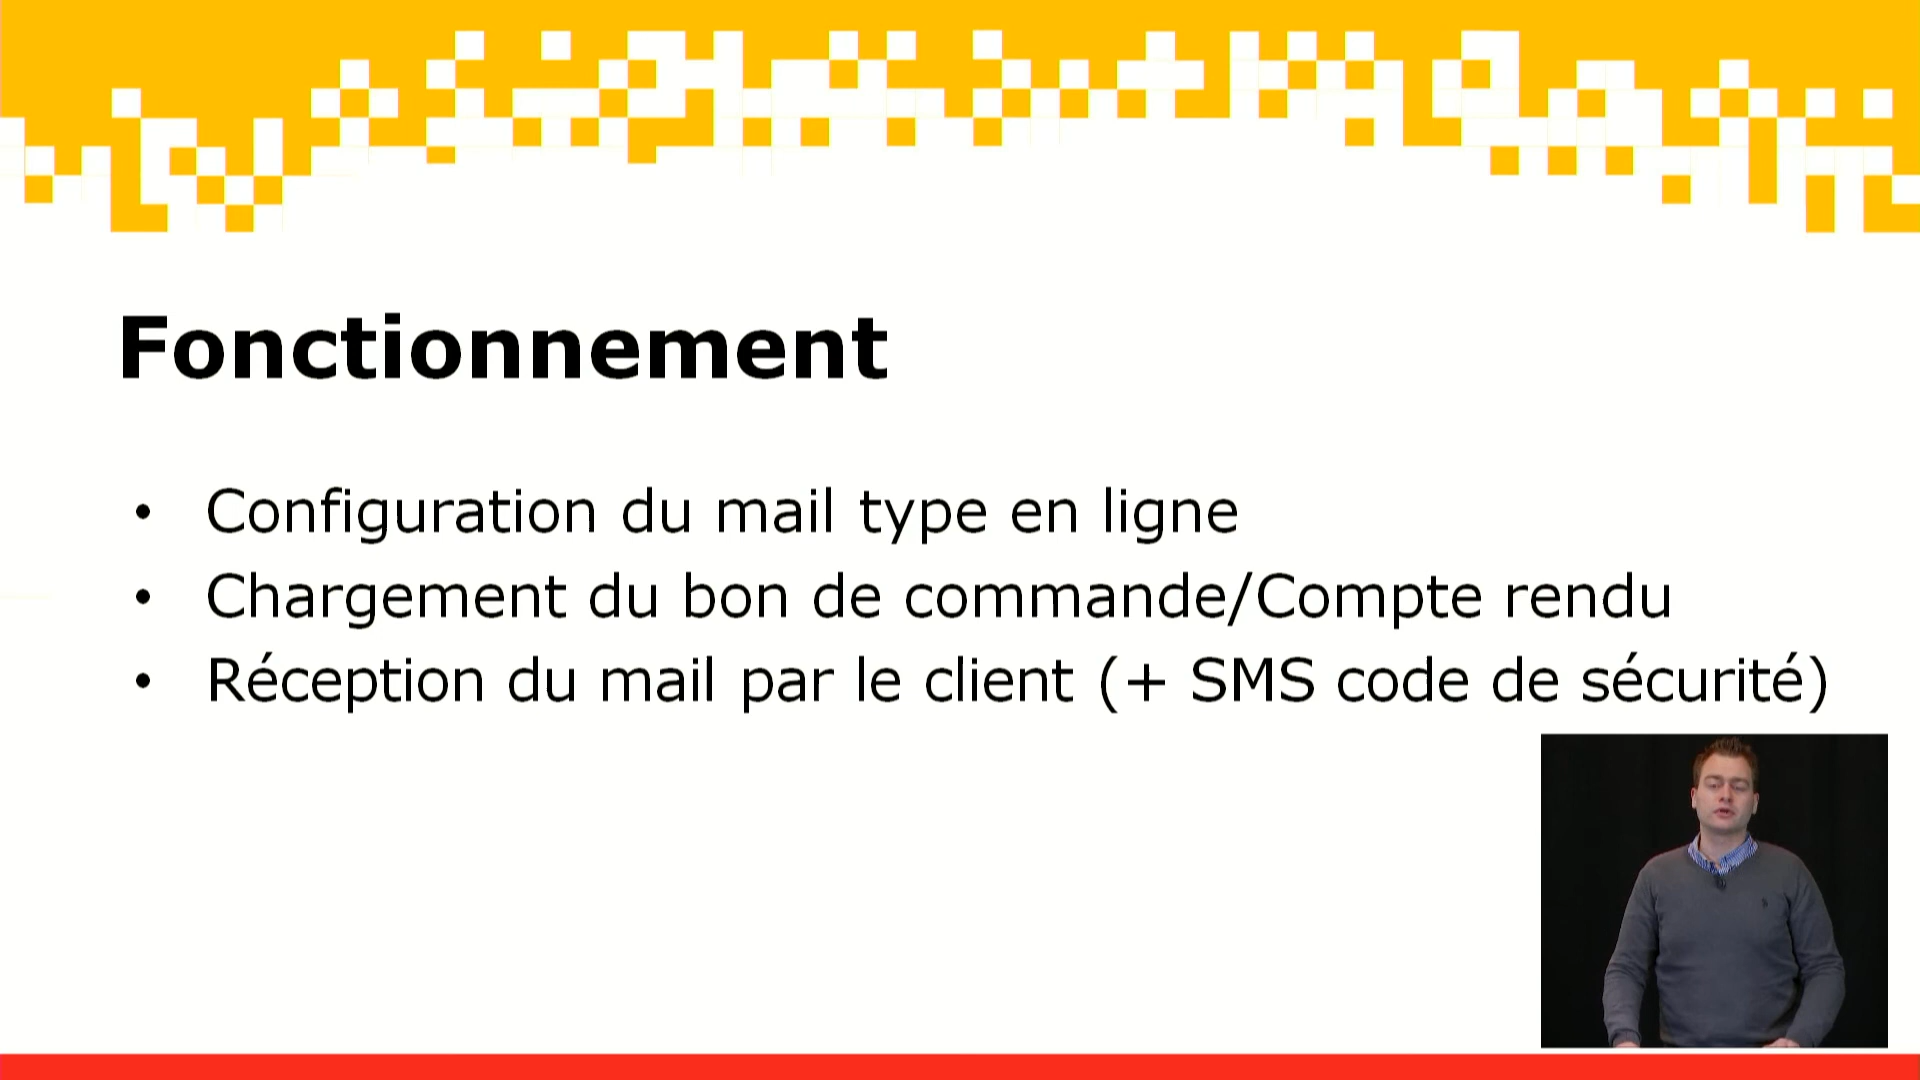 Fonctionnement
• Configuration du mail type en ligne
• Chargement du bon de commande/Compte rendu
• Réception du mail par le client (+ SMS code de sécurité)